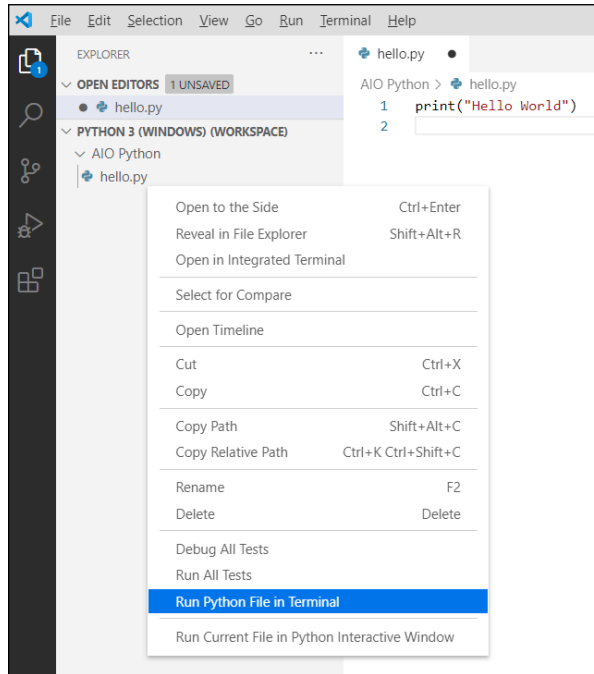 File Edit Selection View Go Run Terminal Help
EXPLORER ···
OPEN EDITORS 1 UNSAVED
hello.py
PYTHON 3 (WINDOWS) (WORKSPACE)
AIO Python
hello.py
hello.py
AIO Python > hello.py
1 print("Hello World")
2
1
Open to the Side Ctrl+Enter
Reveal in File Explorer Shift+Alt+R
Open in Integrated Terminal
Select for Compare
Open Timeline
Cut Ctrl+X
Copy Ctrl+C
Copy Path Shift+Alt+C
Copy Relative Path Ctrl+K Ctrl+Shift+C
Rename F2
Delete Delete
Debug All Tests
Run All Tests
Run Python File in Terminal
Run Current File in Python Interactive Window